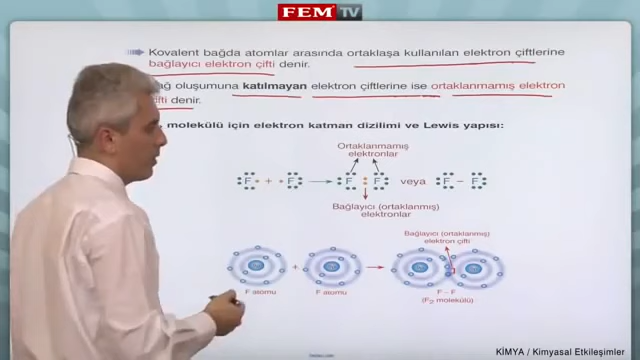 FEM TV
Kovalent bağda atomlar arasında ortaklaşa kullanılan elektron çiftlerine
bağlayıcı elektron çifti denir.
katılmayan elektron çiftlerine ise ortaklanmamış elektron
denir.
molekülü için elektron katman dizilimi ve Lewis yapısı:
Ortaklanmamış
elektronlar
F + F F F veya F – F
Bağlayıcı (ortaklanmış)
elektronlar
Bağlayıcı (ortaklanmış)
elektron çifti
+
F atomu F atomu F – F
(F₂ molekülü)
KİMYA / Kimyasal Etkileşimler